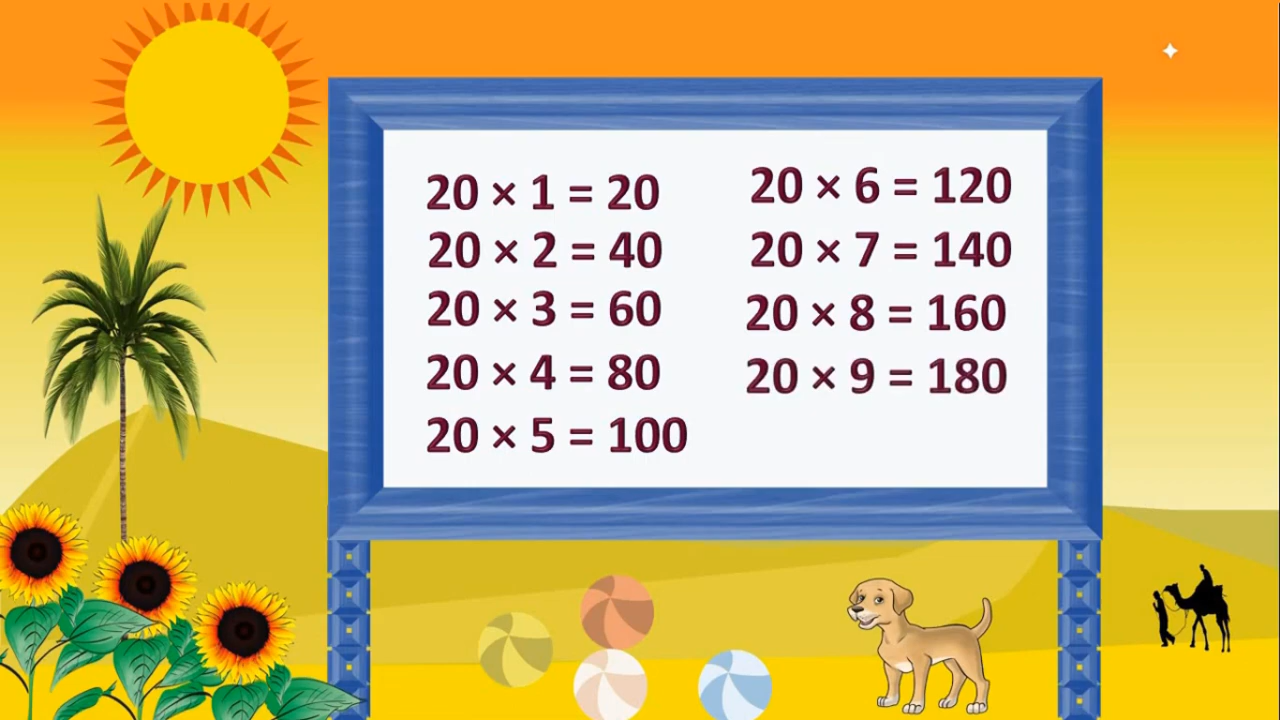 20 × 1 = 20
20 × 2 = 40
20 × 3 = 60
20 × 4 = 80
20 × 5 = 100
20 × 6 = 120
20 × 7 = 140
20 × 8 = 160
20 × 9 = 180